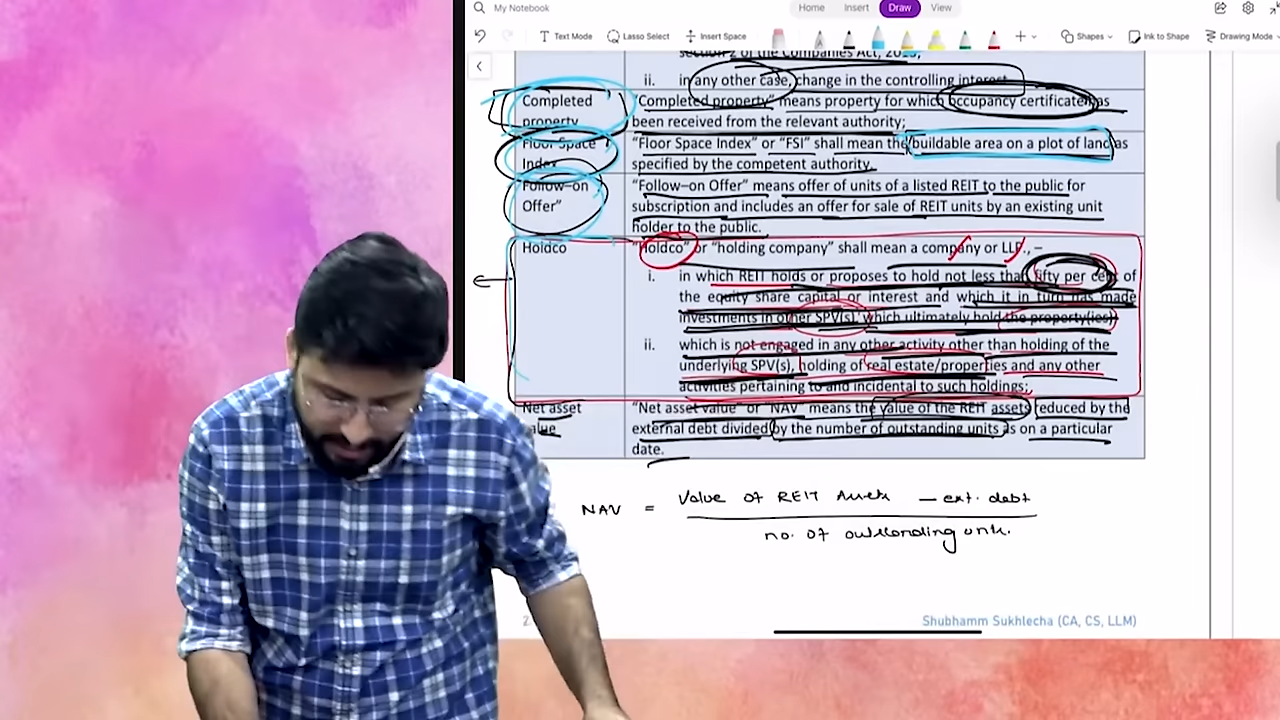 My Notebook
Home Insert Draw View
Text Mode Lasso Select Insert Space Shapes Ink to Shape Drawing Mode
section 2 of the Companies Act, 2013;
ii. in any other case, change in the controlling interest
Completed property
"Completed property" means property for which occupancy certificate has
been received from the relevant authority;
Floor Space Index
"Floor Space Index" or "FSI" shall mean the buildable area on a plot of land as
specified by the competent authority.
Follow–on Offer"
"Follow–on Offer" means offer of units of a listed REIT to the public for
subscription and includes an offer for sale of REIT units by an existing unit
holder to the public.
Holdco
"Holdco" or "holding company" shall mean a company or LLP., –
i. in which REIT holds or proposes to hold not less than fifty per cent of
the equity share capital or interest and which it in turn has made
investments in other SPV(s), which ultimately hold the property(ies)
ii. which is not engaged in any other activity other than holding of the
underlying SPV(s), holding of real estate/properties and any other
activities pertaining to and incidental to such holdings;
Net asset value
"Net asset value" or "NAV" means the value of the REIT assets reduced by the
external debt divided by the number of outstanding units as on a particular
date.
NAV = Value of REIT Assets — ext. debt
no. of outstanding units.
2
Shubhamm Sukhlecha (CA, CS, LLM)